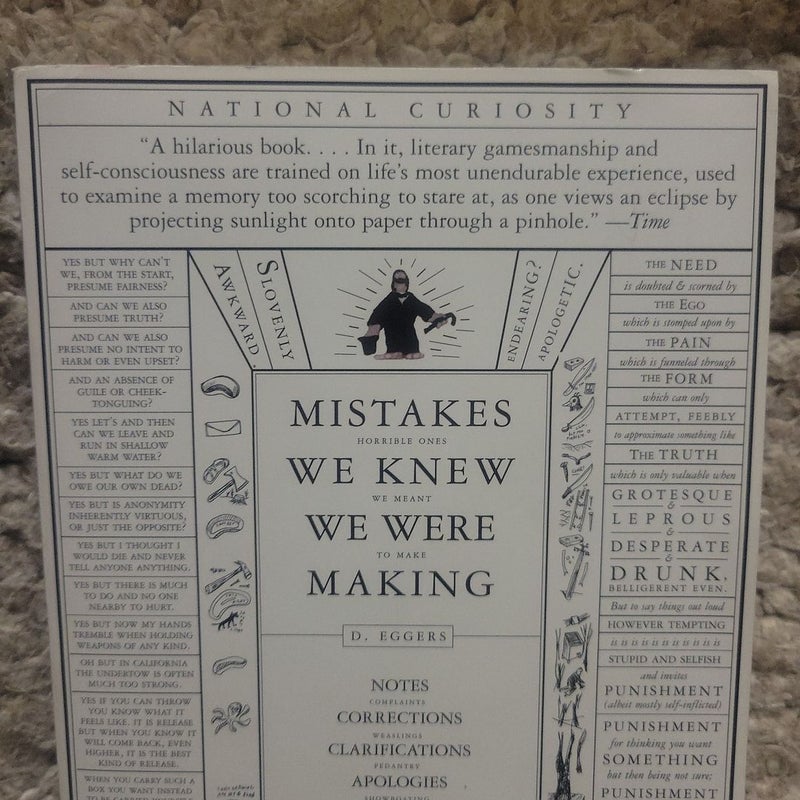 NATIONAL CURIOSITY
“A hilarious book. . . . In it, literary gamesmanship and
self-consciousness are trained on life’s most unendurable experience, used
to examine a memory too scorching to stare at, as one views an eclipse by
projecting sunlight onto paper through a pinhole.” —Time
YES BUT WHY CAN’T
WE, FROM THE START,
PRESUME FAIRNESS?
AND CAN WE ALSO
PRESUME TRUTH?
AND CAN WE ALSO
PRESUME NO INTENT TO
HARM OR EVEN UPSET?
AND AN ABSENCE OF
GUILE OR CHEEK-
TONGUING?
YES LET’S AND THEN
CAN WE LEAVE AND
RUN IN SHALLOW
WARM WATER?
YES BUT WHAT DO WE
OWE OUR OWN DEAD?
YES BUT IS ANONYMITY
INHERENTLY VIRTUOUS,
OR JUST THE OPPOSITE?
YES BUT I THOUGHT I
WOULD DIE AND NEVER
TELL ANYONE ANYTHING.
YES BUT THERE IS MUCH
TO DO AND NO ONE
NEARBY TO HURT.
YES BUT NOW MY HANDS
TREMBLE WHEN HOLDING
WEAPONS OF ANY KIND.
OH BUT IN CALIFORNIA
THE UNDERTOW IS OFTEN
MUCH TOO STRONG.
YES IF YOU CAN THROW
YOU KNOW WHAT IT
FEELS LIKE. IT IS RELEASE
BUT WHEN YOU KNOW IT
WILL COME BACK, EVEN
HIGHER, IT IS THE BEST
KIND OF RELEASE.
WHEN YOU CARRY SUCH A
BOX YOU WANT INSTEAD
TO BE CARRIED YOURSELF
AWKWARD.
SLOVENLY
ENDEARING?
APOLOGETIC.
MISTAKES
HORRIBLE ONES
WE KNEW
WE MEANT
WE WERE
TO MAKE
MAKING
D. EGGERS
NOTES
COMPLAINTS
CORRECTIONS
WEASLINGS
CLARIFICATIONS
PEDANTRY
APOLOGIES
SHOWBOATING
THE NEED
is doubted & scorned by
THE EGO
which is stomped upon by
THE PAIN
which is funneled through
THE FORM
which can only
ATTEMPT, FEEBLY
to approximate something like
THE TRUTH
which is only valuable when
GROTESQUE
&
LEPROUS
&
DESPERATE
&
DRUNK,
BELLIGERENT EVEN.
But to say things out loud
HOWEVER TEMPTING
is is is is is is is is is is is
STUPID AND SELFISH
and invites
PUNISHMENT
(albeit mostly self-inflicted)
PUNISHMENT
for thinking you want
SOMETHING
but then being not sure;
PUNISHMENT